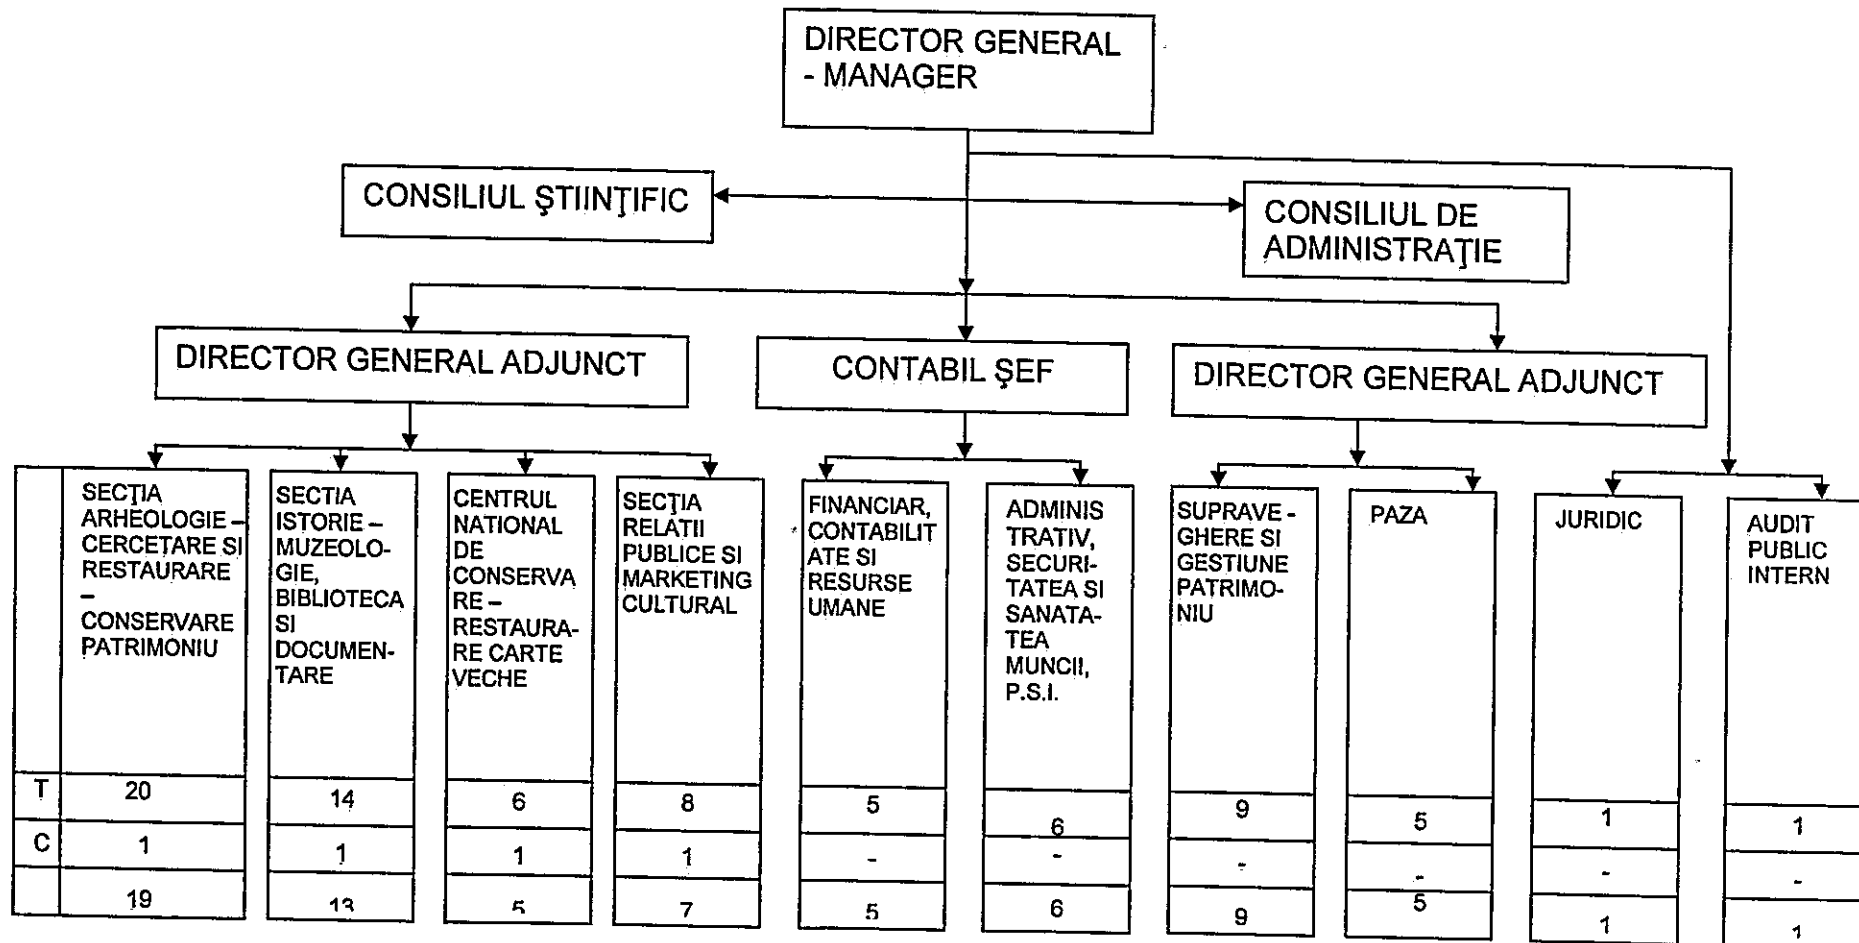 DIRECTOR GENERAL
- MANAGER
CONSILIUL ŞTIINŢIFIC
CONSILIUL DE
ADMINISTRAŢIE
DIRECTOR GENERAL ADJUNCT
CONTABIL ŞEF
DIRECTOR GENERAL ADJUNCT
SECŢIA
ARHEOLOGIE –
CERCETARE SI
RESTAURARE
–
CONSERVARE
PATRIMONIU
SECTIA
ISTORIE –
MUZEOLO-
GIE,
BIBLIOTECA
SI
DOCUMEN-
TARE
CENTRUL
NATIONAL
DE
CONSERVA
RE –
RESTAURA-
RE CARTE
VECHE
SECŢIA
RELATII
PUBLICE SI
MARKETING
CULTURAL
FINANCIAR,
CONTABILIT
ATE SI
RESURSE
UMANE
ADMINIS
TRATIV,
SECURI-
TATEA SI
SANATA-
TEA
MUNCII,
P.S.I.
SUPRAVE -
GHERE SI
GESTIUNE
PATRIMO-
NIU
PAZA
JURIDIC
AUDIT
PUBLIC
INTERN
T 20 14 6 8 5 6 9 5 1 1
C 1 1 1 1 - - - - - -
19 13 5 7 5 6 9 5 1 1